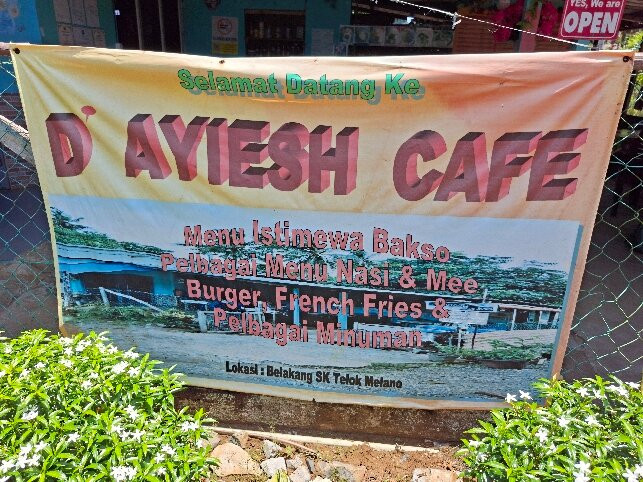 YES, We are
OPEN
Selamat Datang Ke
D' AYIESH CAFE
Menu Istimewa Bakso
Pelbagai Menu Nasi & Mee
Burger, French Fries &
Pelbagai Minuman
Lokasi : Belakang SK Telok Melano